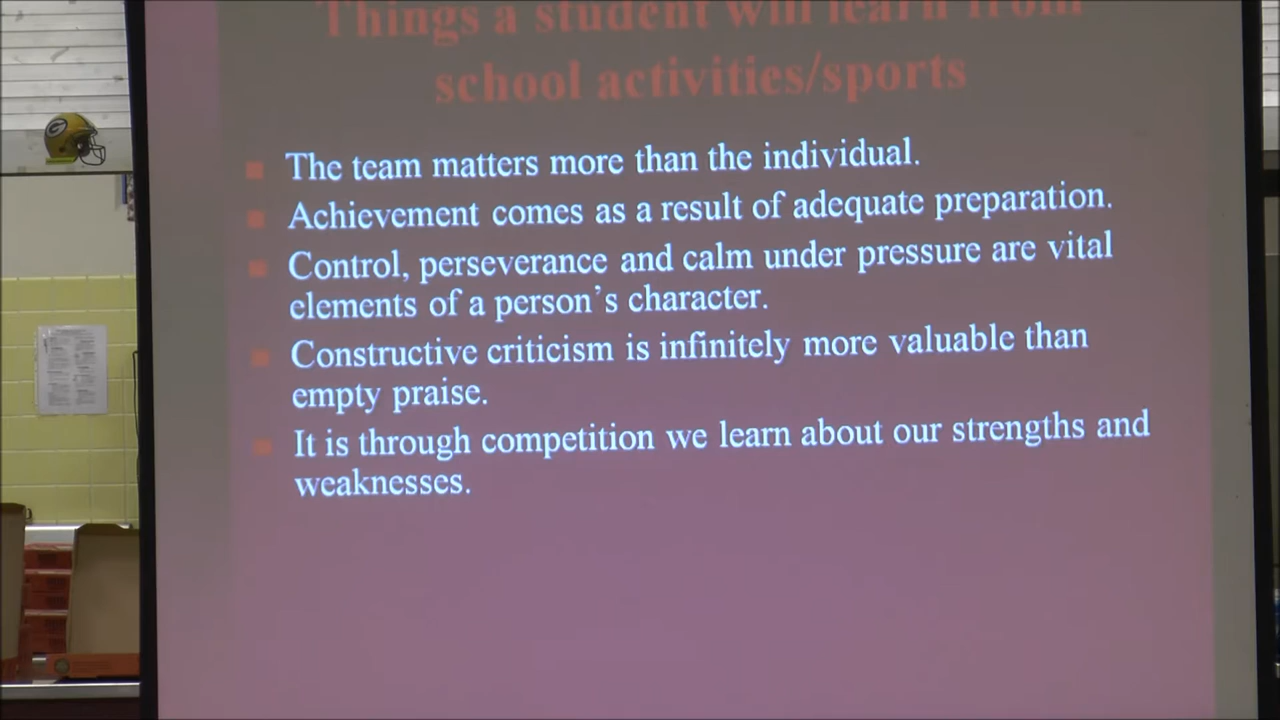 Things a student will learn from
school activities/sports
The team matters more than the individual.
Achievement comes as a result of adequate preparation.
Control, perseverance and calm under pressure are vital
elements of a person's character.
Constructive criticism is infinitely more valuable than
empty praise.
It is through competition we learn about our strengths and
weaknesses.
G